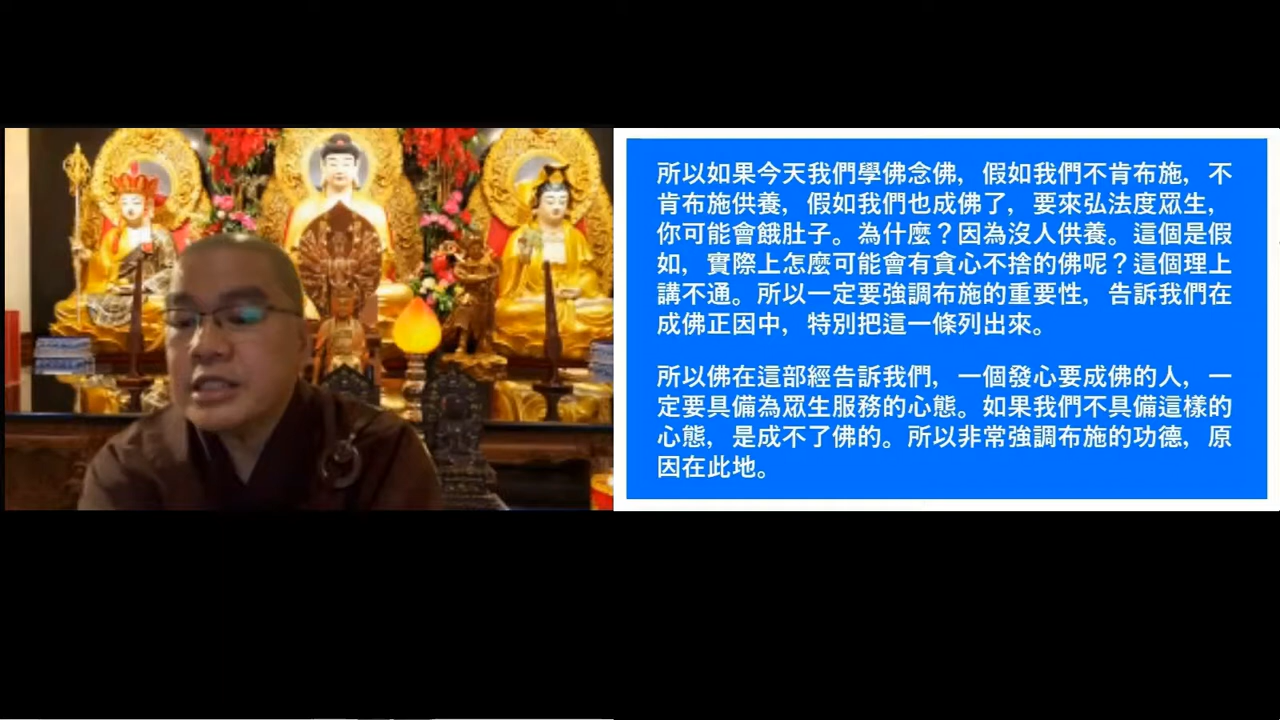 所以如果今天我們學佛念佛，假如我們不肯布施，不
肯布施供養，假如我們也成佛了，要來弘法度眾生，
你可能會餓肚子。為什麼？因為沒人供養。這個是假
如，實際上怎麼可能會有貪心不捨的佛呢？這個理上
講不通。所以一定要強調布施的重要性，告訴我們在
成佛正因中，特別把這一條列出來。
所以佛在這部經告訴我們，一個發心要成佛的人，一
定要具備為眾生服務的心態。如果我們不具備這樣的
心態，是成不了佛的。所以非常強調布施的功德，原
因在此地。